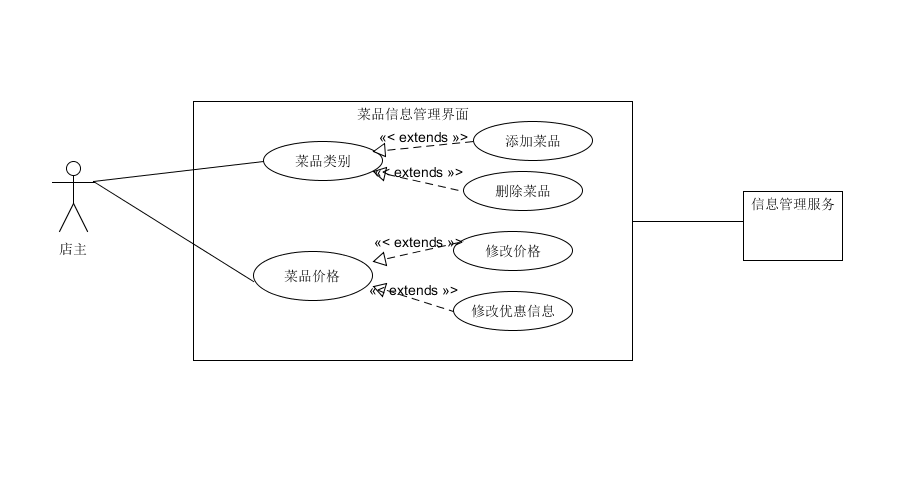 菜品信息管理界面
«< extends »>
添加菜品
菜品类别
«< extends »>
删除菜品
信息管理服务
店主
«< extends »>
修改价格
菜品价格
«< extends »>
修改优惠信息